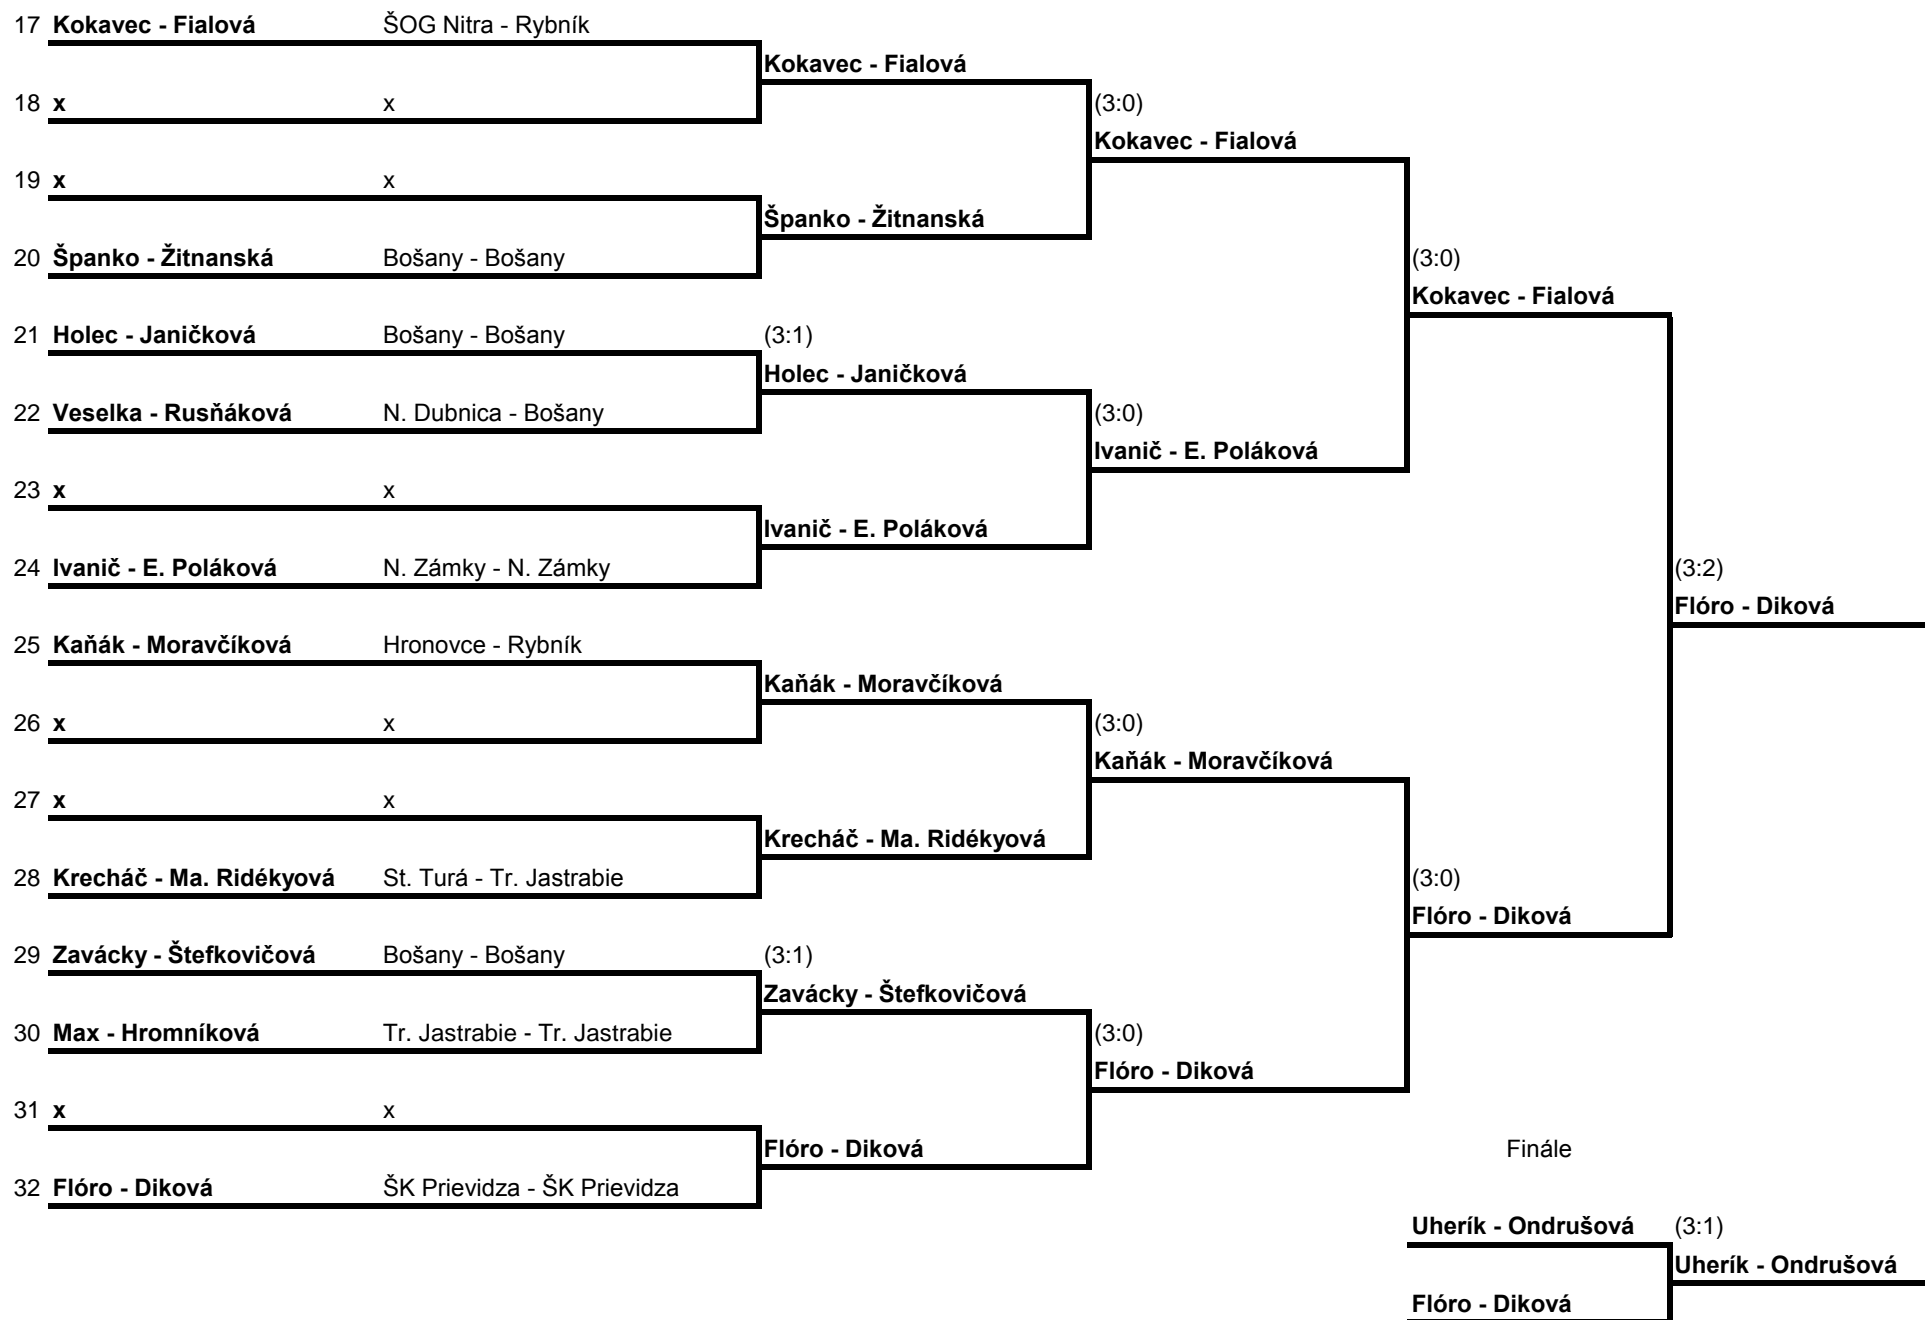 17 Kokavec - Fialová ŠOG Nitra - Rybník
Kokavec - Fialová
18 x x (3:0)
Kokavec - Fialová
19 x x
Španko - Žitnanská
20 Španko - Žitnanská Bošany - Bošany (3:0)
Kokavec - Fialová
21 Holec - Janičková Bošany - Bošany (3:1)
Holec - Janičková
22 Veselka - Rusňáková N. Dubnica - Bošany (3:0)
Ivanič - E. Poláková
23 x x
Ivanič - E. Poláková
24 Ivanič - E. Poláková N. Zámky - N. Zámky (3:2)
Flóro - Diková
25 Kaňák - Moravčíková Hronovce - Rybník
Kaňák - Moravčíková
26 x x (3:0)
Kaňák - Moravčíková
27 x x
Krecháč - Ma. Ridékyová
28 Krecháč - Ma. Ridékyová St. Turá - Tr. Jastrabie (3:0)
Flóro - Diková
29 Zavácky - Štefkovičová Bošany - Bošany (3:1)
Zavácky - Štefkovičová
30 Max - Hromníková Tr. Jastrabie - Tr. Jastrabie (3:0)
Flóro - Diková
31 x x
Flóro - Diková Finále
32 Flóro - Diková ŠK Prievidza - ŠK Prievidza
Uherík - Ondrušová (3:1)
Uherík - Ondrušová
Flóro - Diková